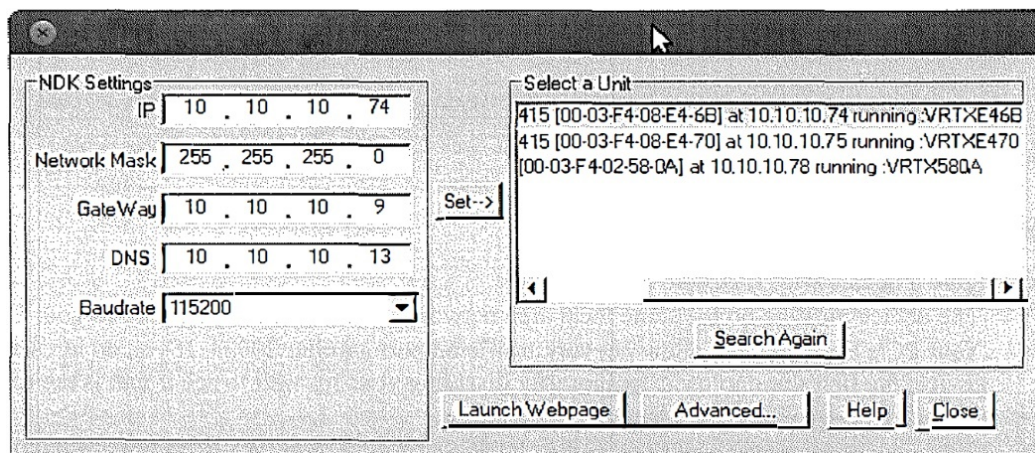 NDK Settings
IP 10 . 10 . 10 . 74
Network Mask 255 . 255 . 255 . 0
GateWay 10 . 10 . 10 . 9
DNS 10 . 10 . 10 . 13
Baudrate 115200
Set-->
Select a Unit
415 [00-03-F4-08-E4-6B] at 10.10.10.74 running :VRTXE46B
415 [00-03-F4-08-E4-70] at 10.10.10.75 running :VRTXE470
[00-03-F4-02-58-0A] at 10.10.10.78 running :VRTX580A
Search Again
Launch Webpage Advanced... Help Close